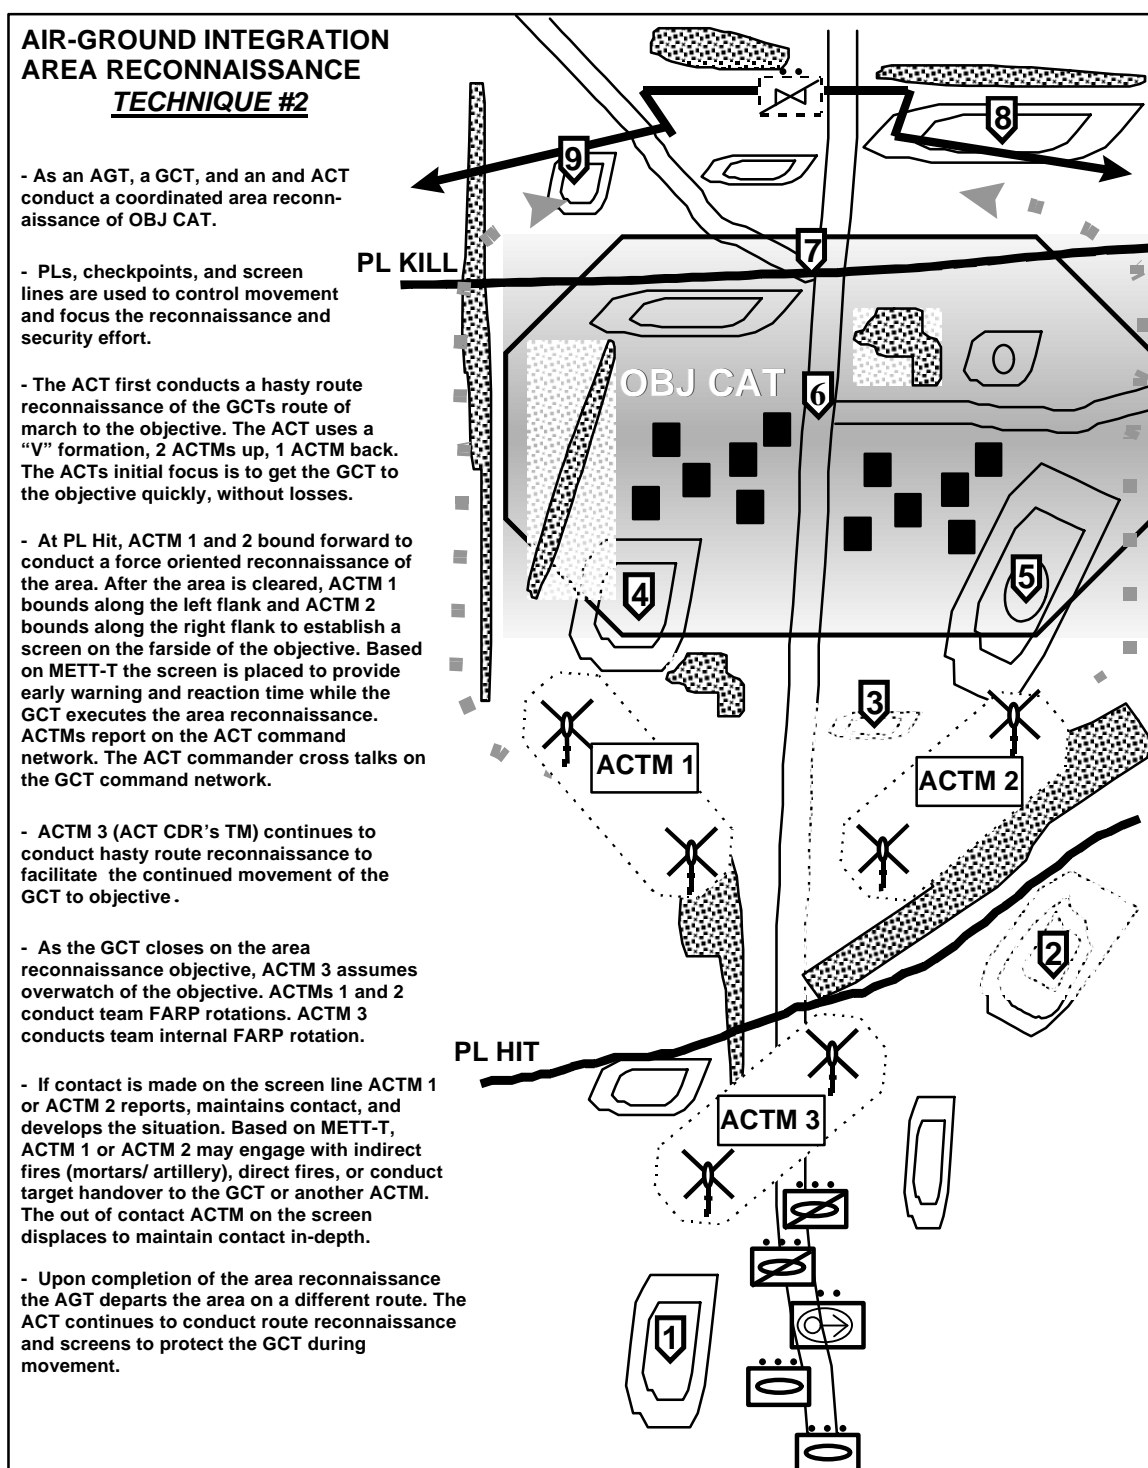 AIR-GROUND INTEGRATION
AREA RECONNAISSANCE
TECHNIQUE #2
- As an AGT, a GCT, and an and ACT
conduct a coordinated area reconn-
aissance of OBJ CAT.
- PLs, checkpoints, and screen
lines are used to control movement
and focus the reconnaissance and
security effort.
- The ACT first conducts a hasty route
reconnaissance of the GCTs route of
march to the objective. The ACT uses a
“V” formation, 2 ACTMs up, 1 ACTM back.
The ACTs initial focus is to get the GCT to
the objective quickly, without losses.
- At PL Hit, ACTM 1 and 2 bound forward to
conduct a force oriented reconnaissance of
the area. After the area is cleared, ACTM 1
bounds along the left flank and ACTM 2
bounds along the right flank to establish a
screen on the farside of the objective. Based
on METT-T the screen is placed to provide
early warning and reaction time while the
GCT executes the area reconnaissance.
ACTMs report on the ACT command
network. The ACT commander cross talks on
the GCT command network.
- ACTM 3 (ACT CDR’s TM) continues to
conduct hasty route reconnaissance to
facilitate the continued movement of the
GCT to objective.
- As the GCT closes on the area
reconnaissance objective, ACTM 3 assumes
overwatch of the objective. ACTMs 1 and 2
conduct team FARP rotations. ACTM 3
conducts team internal FARP rotation.
- If contact is made on the screen line ACTM 1
or ACTM 2 reports, maintains contact, and
develops the situation. Based on METT-T,
ACTM 1 or ACTM 2 may engage with indirect
fires (mortars/ artillery), direct fires, or conduct
target handover to the GCT or another ACTM.
The out of contact ACTM on the screen
displaces to maintain contact in-depth.
- Upon completion of the area reconnaissance
the AGT departs the area on a different route. The
ACT continues to conduct route reconnaissance
and screens to protect the GCT during
movement.
8
9
7
PL KILL
OBJ CAT
6
5
4
3
ACTM 1
ACTM 2
2
PL HIT
ACTM 3
1